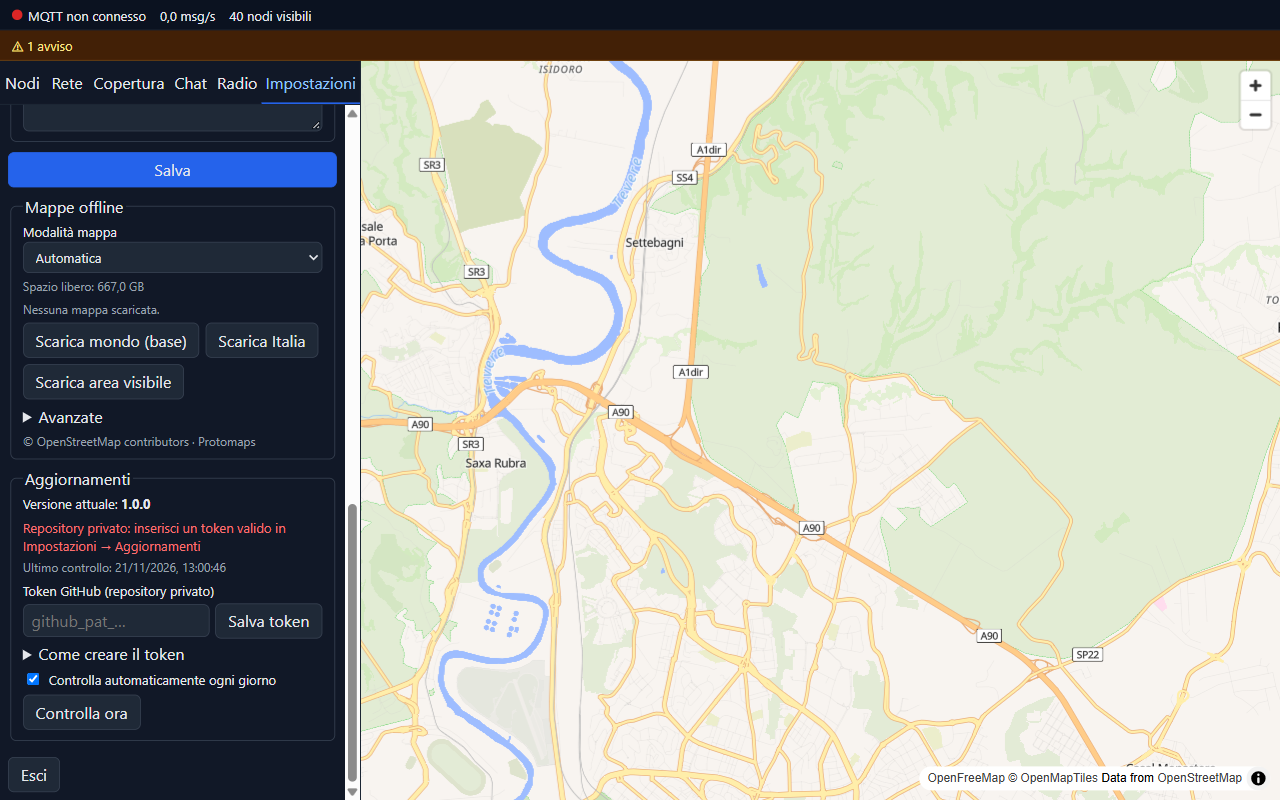 MQTT non connesso 0,0 msg/s 40 nodi visibili
⚠ 1 avviso
Nodi Rete Copertura Chat Radio Impostazioni
Salva
Mappe offline
Modalità mappa
Automatica
Spazio libero: 667,0 GB
Nessuna mappa scaricata.
Scarica mondo (base) Scarica Italia
Scarica area visibile
▶ Avanzate
© OpenStreetMap contributors · Protomaps
Aggiornamenti
Versione attuale: 1.0.0
Repository privato: inserisci un token valido in
Impostazioni → Aggiornamenti
Ultimo controllo: 21/11/2026, 13:00:46
Token GitHub (repository privato)
github_pat_... Salva token
▶ Come creare il token
Controlla automaticamente ogni giorno
Controlla ora
Esci
ISIDORO
A1dir
SR3
SS4
Tevere
sale
a Porta
Settebagni
SR3
TO
Tevere
A1dir
A90
A90
SR3
Saxa Rubra
A90
A90
SP22
OpenFreeMap © OpenMapTiles Data from OpenStreetMap